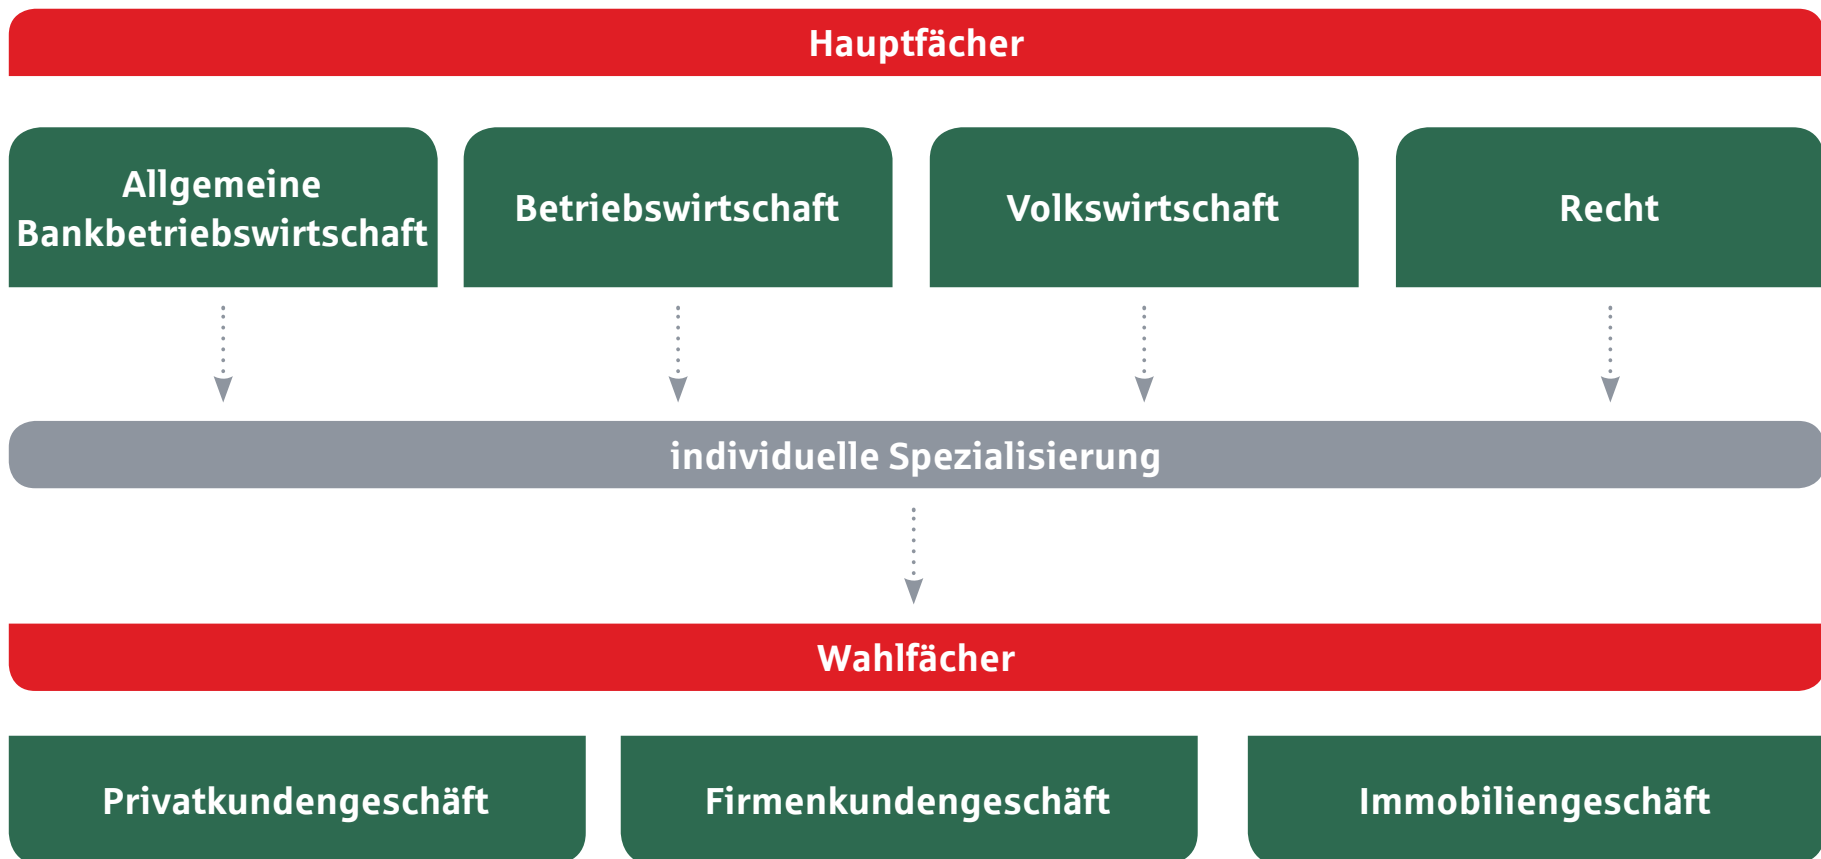 Hauptfächer
Allgemeine
Bankbetriebswirtschaft
Betriebswirtschaft
Volkswirtschaft
Recht
individuelle Spezialisierung
Wahlfächer
Privatkundengeschäft
Firmenkundengeschäft
Immobiliengeschäft